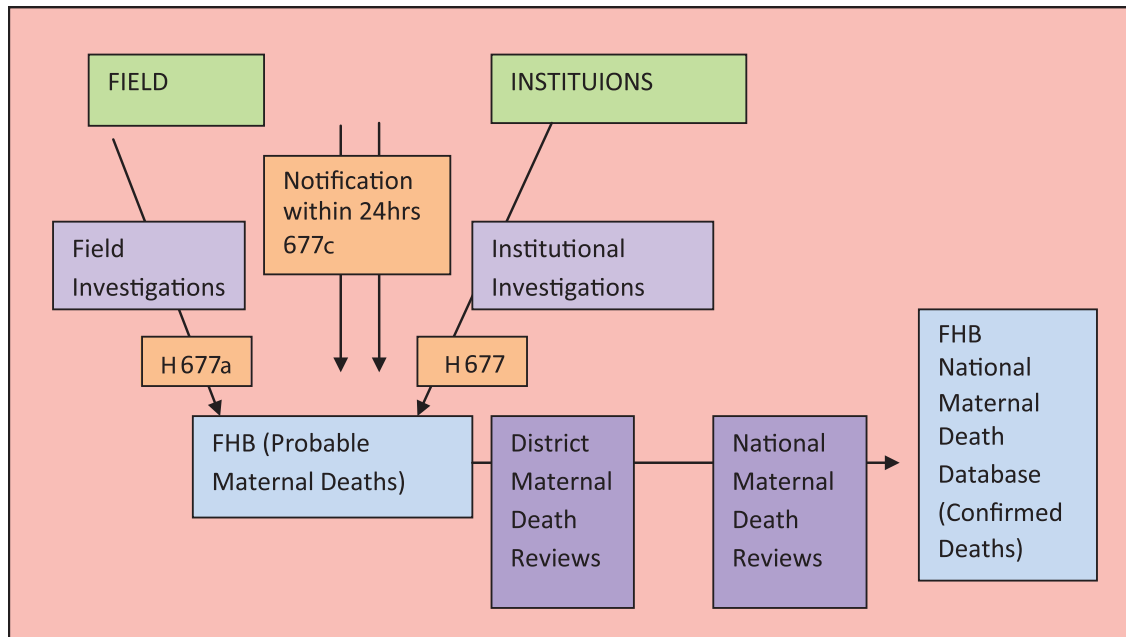 FIELD
INSTITUIONS
Notification
within 24hrs
677c
Field
Investigations
Institutional
Investigations
H 677a
H 677
FHB (Probable
Maternal Deaths)
District
Maternal
Death
Reviews
National
Maternal
Death
Reviews
FHB
National
Maternal
Death
Database
(Confirmed
Deaths)